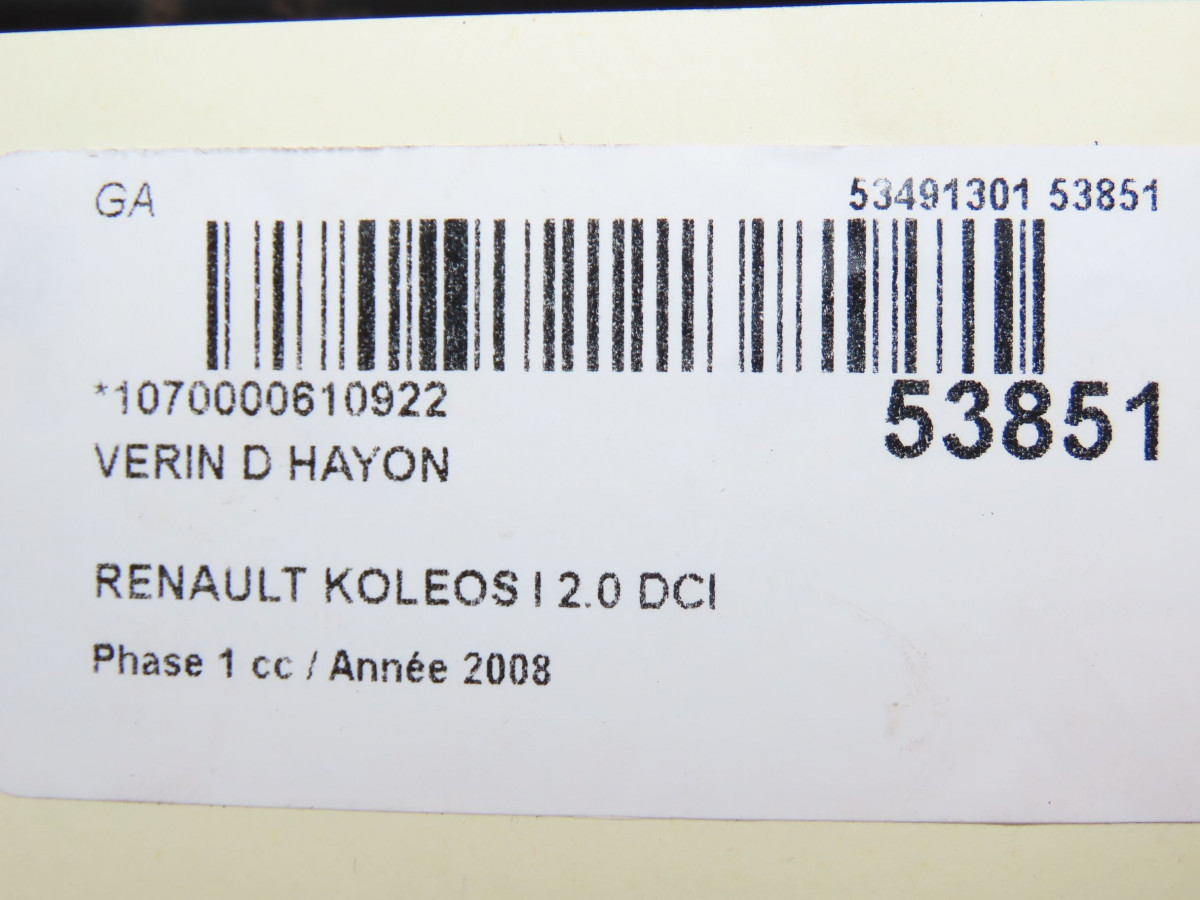 GA 53491301 53851
*1070000610922 53851
VERIN D HAYON
RENAULT KOLEOS I 2.0 DCI
Phase 1 cc / Année 2008